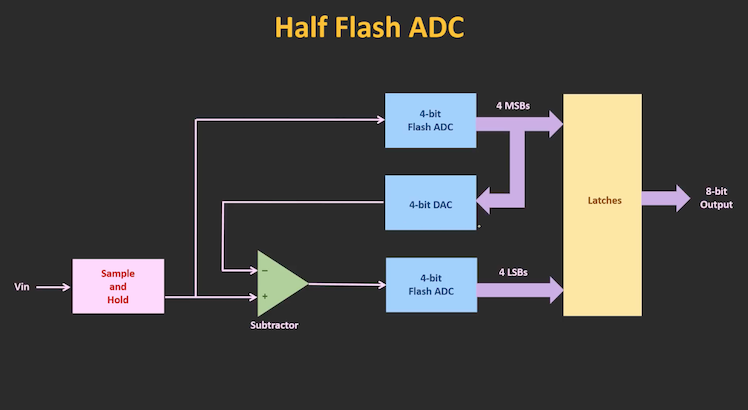 Half Flash ADC
4-bit
Flash ADC
4 MSBs
4-bit DAC
Latches
8-bit
Output
Vin
Sample
and
Hold
−
+
Subtractor
4-bit
Flash ADC
4 LSBs